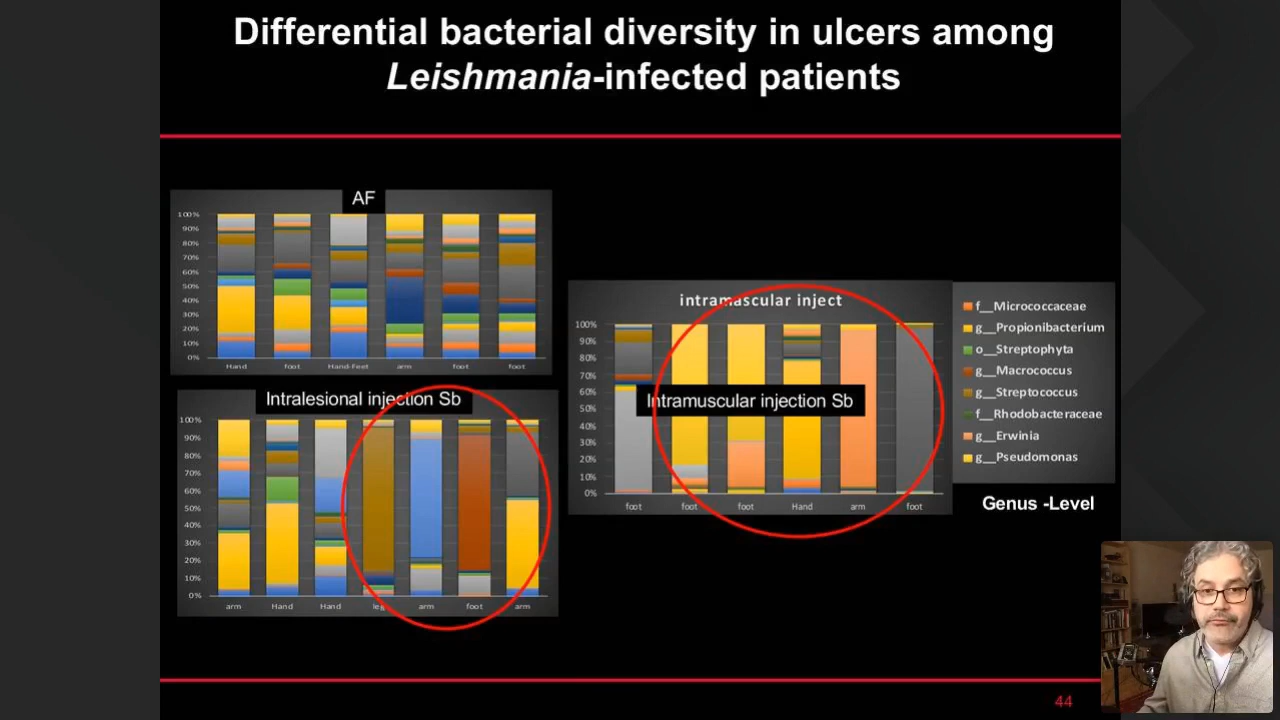 Differential bacterial diversity in ulcers among
Leishmania-infected patients
AF
100%
90%
80%
70%
60%
50%
40%
30%
20%
10%
0%
Hand
foot
Hand-Feet
arm
foot
foot
Intralesional injection Sb
100%
90%
80%
70%
60%
50%
40%
30%
20%
10%
0%
arm
Hand
Hand
leg
arm
foot
arm
intramascular inject
100%
90%
80%
70%
60%
50%
40%
30%
20%
10%
0%
Intramuscular injection Sb
foot
foot
foot
Hand
arm
foot
f__Micrococcaceae
g__Propionibacterium
o__Streptophyta
g__Macrococcus
g__Streptococcus
f__Rhodobacteraceae
g__Erwinia
g__Pseudomonas
Genus -Level
44